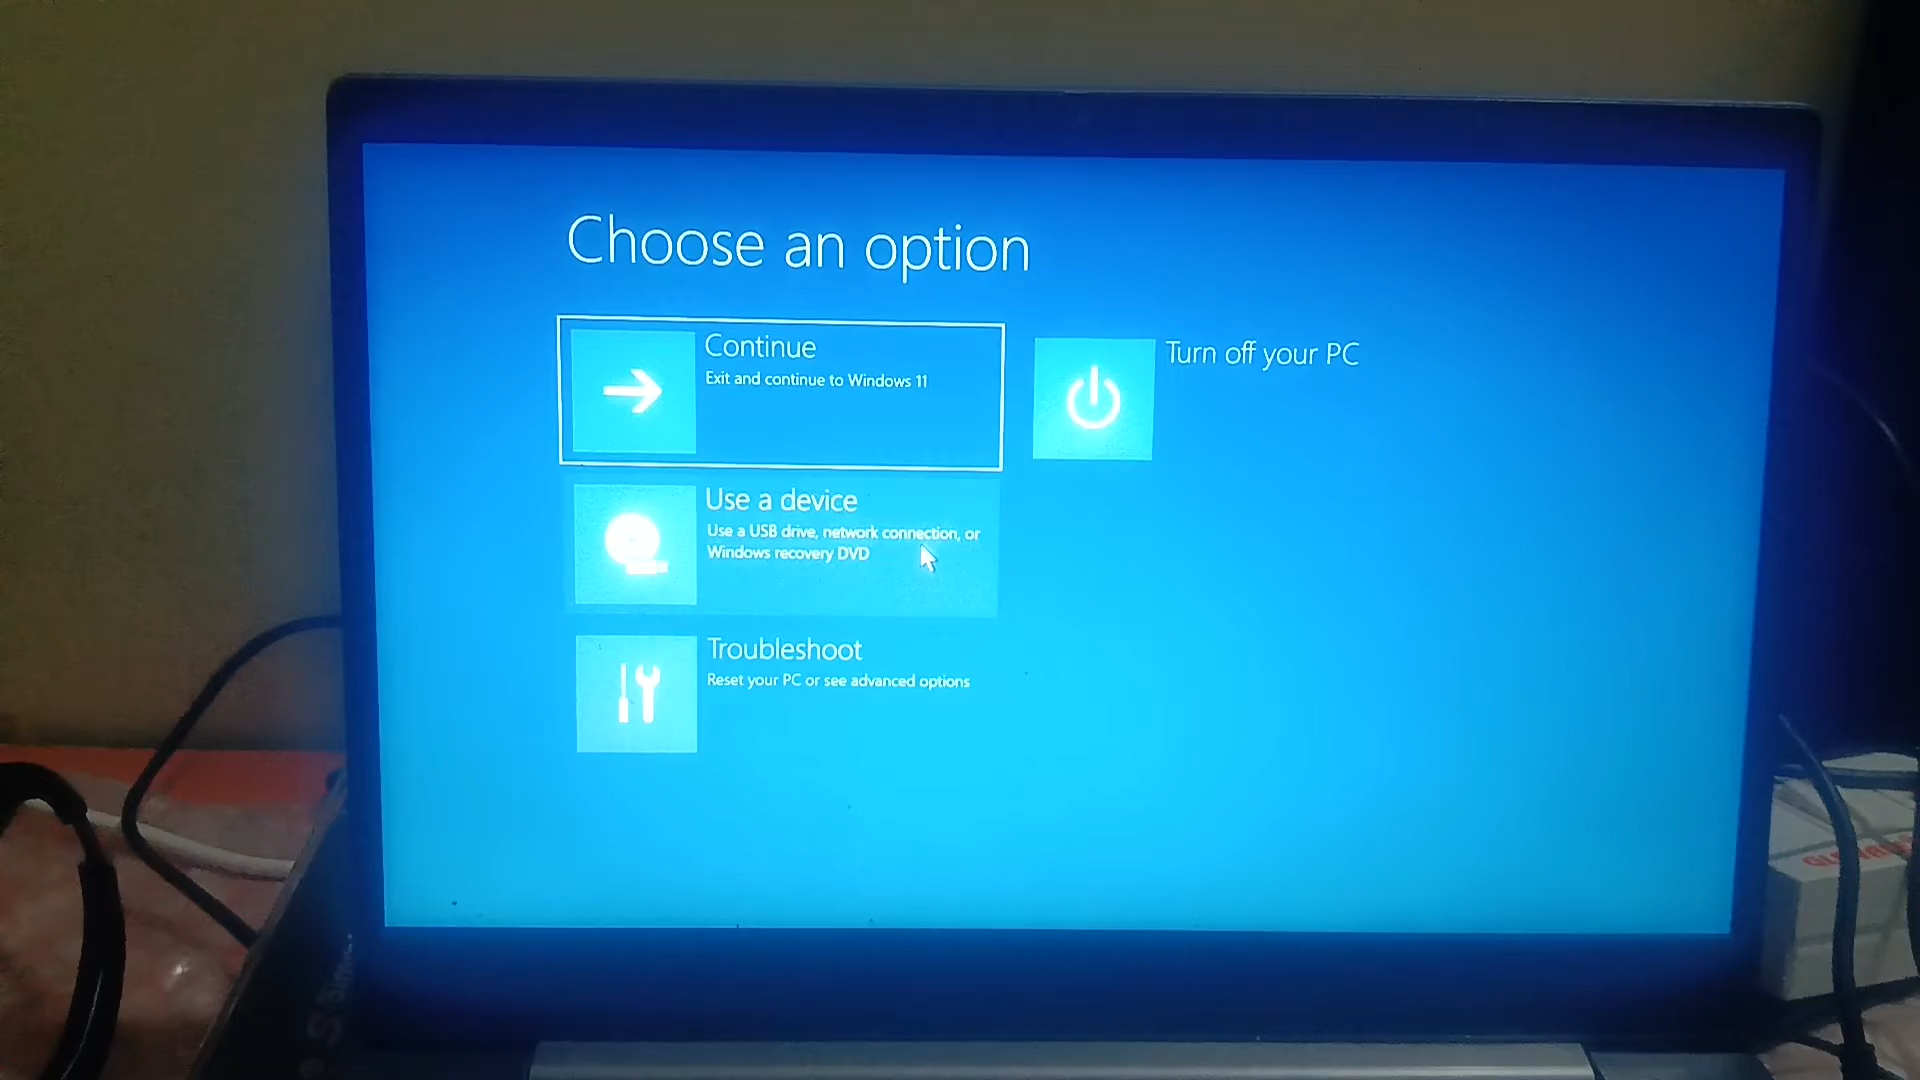 Choose an option
Continue
Exit and continue to Windows 11
Turn off your PC
Use a device
Use a USB drive, network connection, or
Windows recovery DVD
Troubleshoot
Reset your PC or see advanced options